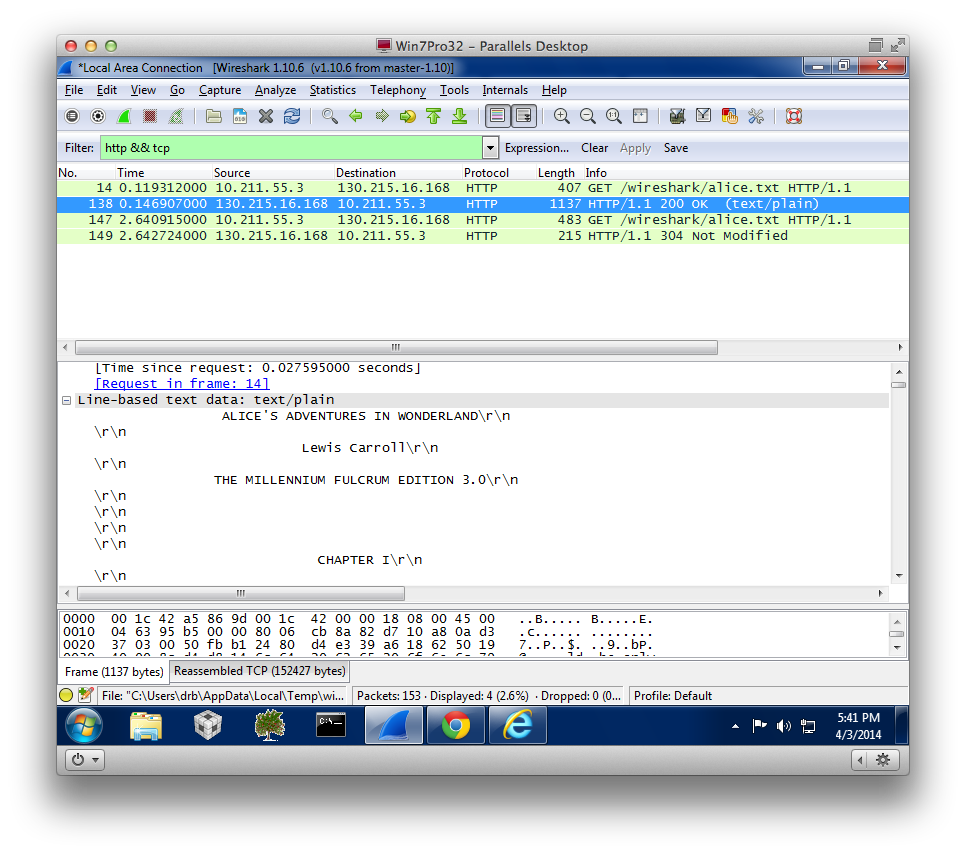 Win7Pro32 - Parallels Desktop
*Local Area Connection [Wireshark 1.10.6 (v1.10.6 from master-1.10)]
File Edit View Go Capture Analyze Statistics Telephony Tools Internals Help
Filter: http && tcp Expression... Clear Apply Save
No. Time Source Destination Protocol Length Info
14 0.119312000 10.211.55.3 130.215.16.168 HTTP 407 GET /wireshark/alice.txt HTTP/1.1
138 0.146907000 130.215.16.168 10.211.55.3 HTTP 1137 HTTP/1.1 200 OK (text/plain)
147 2.640915000 10.211.55.3 130.215.16.168 HTTP 483 GET /wireshark/alice.txt HTTP/1.1
149 2.642724000 130.215.16.168 10.211.55.3 HTTP 215 HTTP/1.1 304 Not Modified
[Time since request: 0.027595000 seconds]
[Request in frame: 14]
Line-based text data: text/plain
ALICE'S ADVENTURES IN WONDERLAND\r\n
\r\n
Lewis Carroll\r\n
\r\n
THE MILLENNIUM FULCRUM EDITION 3.0\r\n
\r\n
\r\n
\r\n
\r\n
CHAPTER I\r\n
\r\n
0000 00 1c 42 a5 86 9d 00 1c 42 00 00 18 08 00 45 00 ..B..... B.....E.
0010 04 63 95 b5 00 00 80 06 cb 8a 82 d7 10 a8 0a d3 .c...... ........
0020 37 03 00 50 fb b1 24 80 d4 e3 39 a6 18 62 50 19 7..P..$. ..9..bP.
Frame (1137 bytes) Reassembled TCP (152427 bytes)
File: "C:\Users\drb\AppData\Local\Temp\wi... Packets: 153 · Displayed: 4 (2.6%) · Dropped: 0 (0... Profile: Default
5:41 PM
4/3/2014